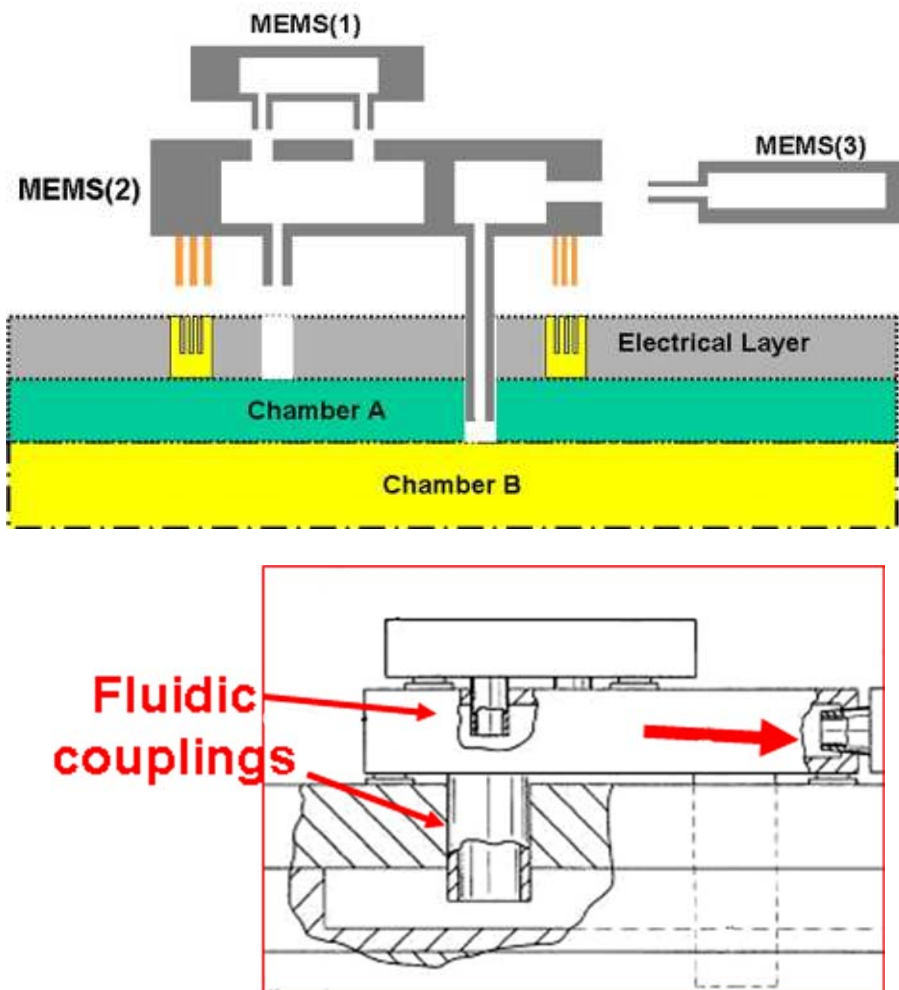 MEMS(1)
MEMS(3)
MEMS(2)
Electrical Layer
Chamber A
Chamber B
Fluidic
couplings